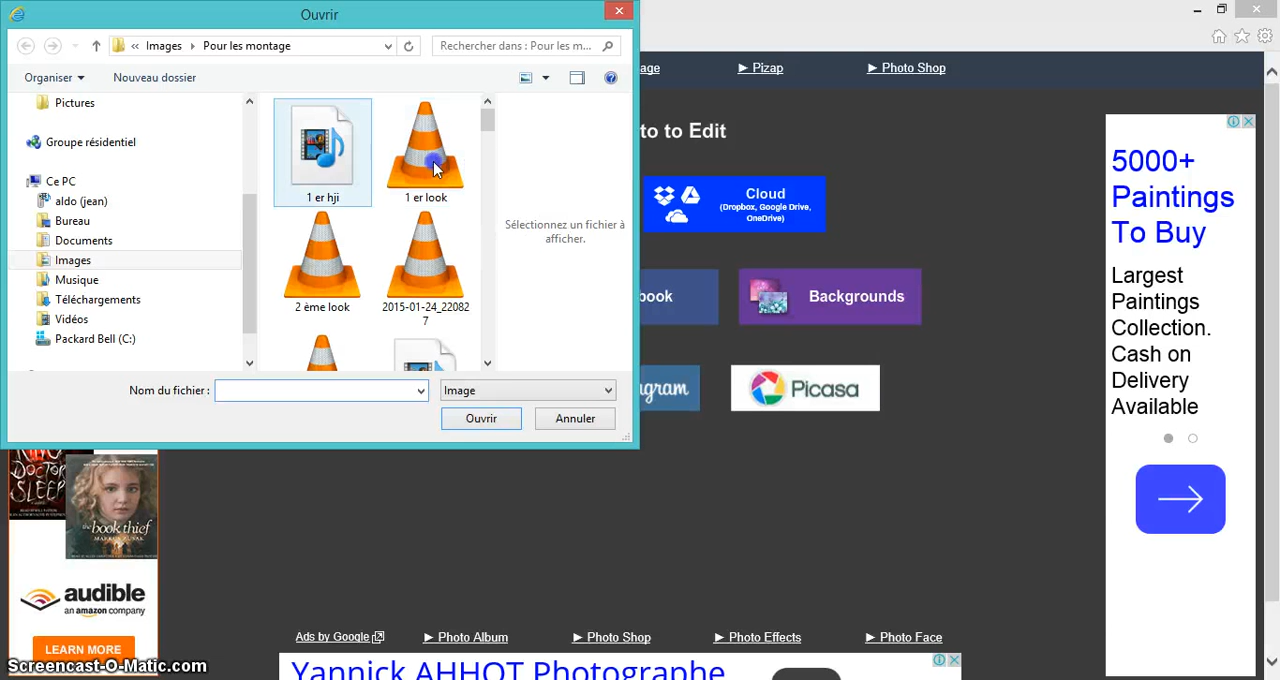 Ouvrir
« Images Pour les montage
Rechercher dans : Pour les m...
Organiser
Nouveau dossier
Pictures
Groupe résidentiel
Ce PC
aldo (jean)
Bureau
Documents
Images
Musique
Téléchargements
Vidéos
Packard Bell (C:)
1 er hji
1 er look
2 ème look
2015-01-24_22082
7
Sélectionnez un fichier à
afficher.
Nom du fichier :
Image
Ouvrir
Annuler
age
► Pizap
► Photo Shop
to to Edit
Cloud
(Dropbox, Google Drive,
OneDrive)
book
Backgrounds
agram
Picasa
5000+
Paintings
To Buy
Largest
Paintings
Collection.
Cash on
Delivery
Available
DOCTOR
SLEEP
the book thief
audible
an amazon company
LEARN MORE
Ads by Google
► Photo Album
► Photo Shop
► Photo Effects
► Photo Face
Yannick AHHOT Photographe
Screencast-O-Matic.com